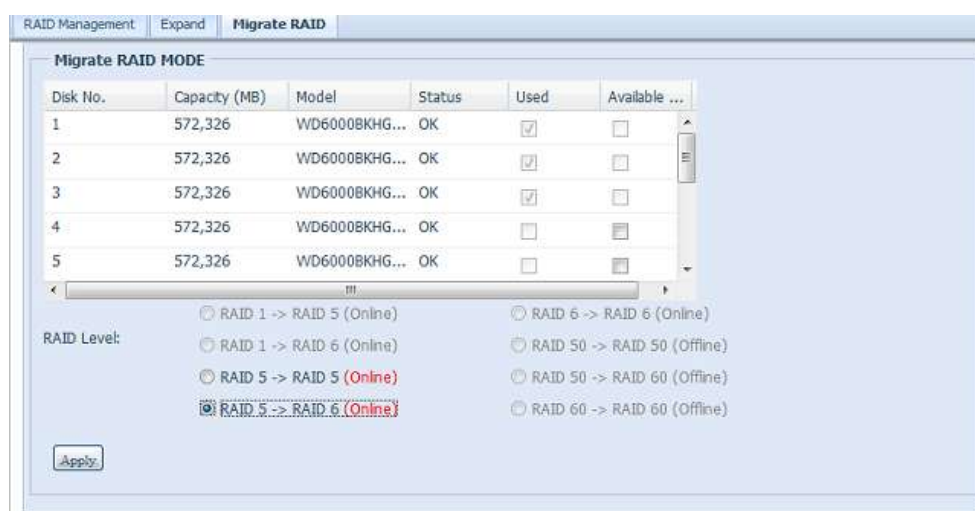 RAID Management Expand Migrate RAID
Migrate RAID MODE
Disk No. Capacity (MB) Model Status Used Available ...
1 572,326 WD6000BKHG... OK
2 572,326 WD6000BKHG... OK
3 572,326 WD6000BKHG... OK
4 572,326 WD6000BKHG... OK
5 572,326 WD6000BKHG... OK
RAID 1 -> RAID 5 (Online) RAID 6 -> RAID 6 (Online)
RAID Level:
RAID 1 -> RAID 6 (Online) RAID 50 -> RAID 50 (Offline)
RAID 5 -> RAID 5 (Online) RAID 50 -> RAID 60 (Offline)
RAID 5 -> RAID 6 (Online) RAID 60 -> RAID 60 (Offline)
Apply